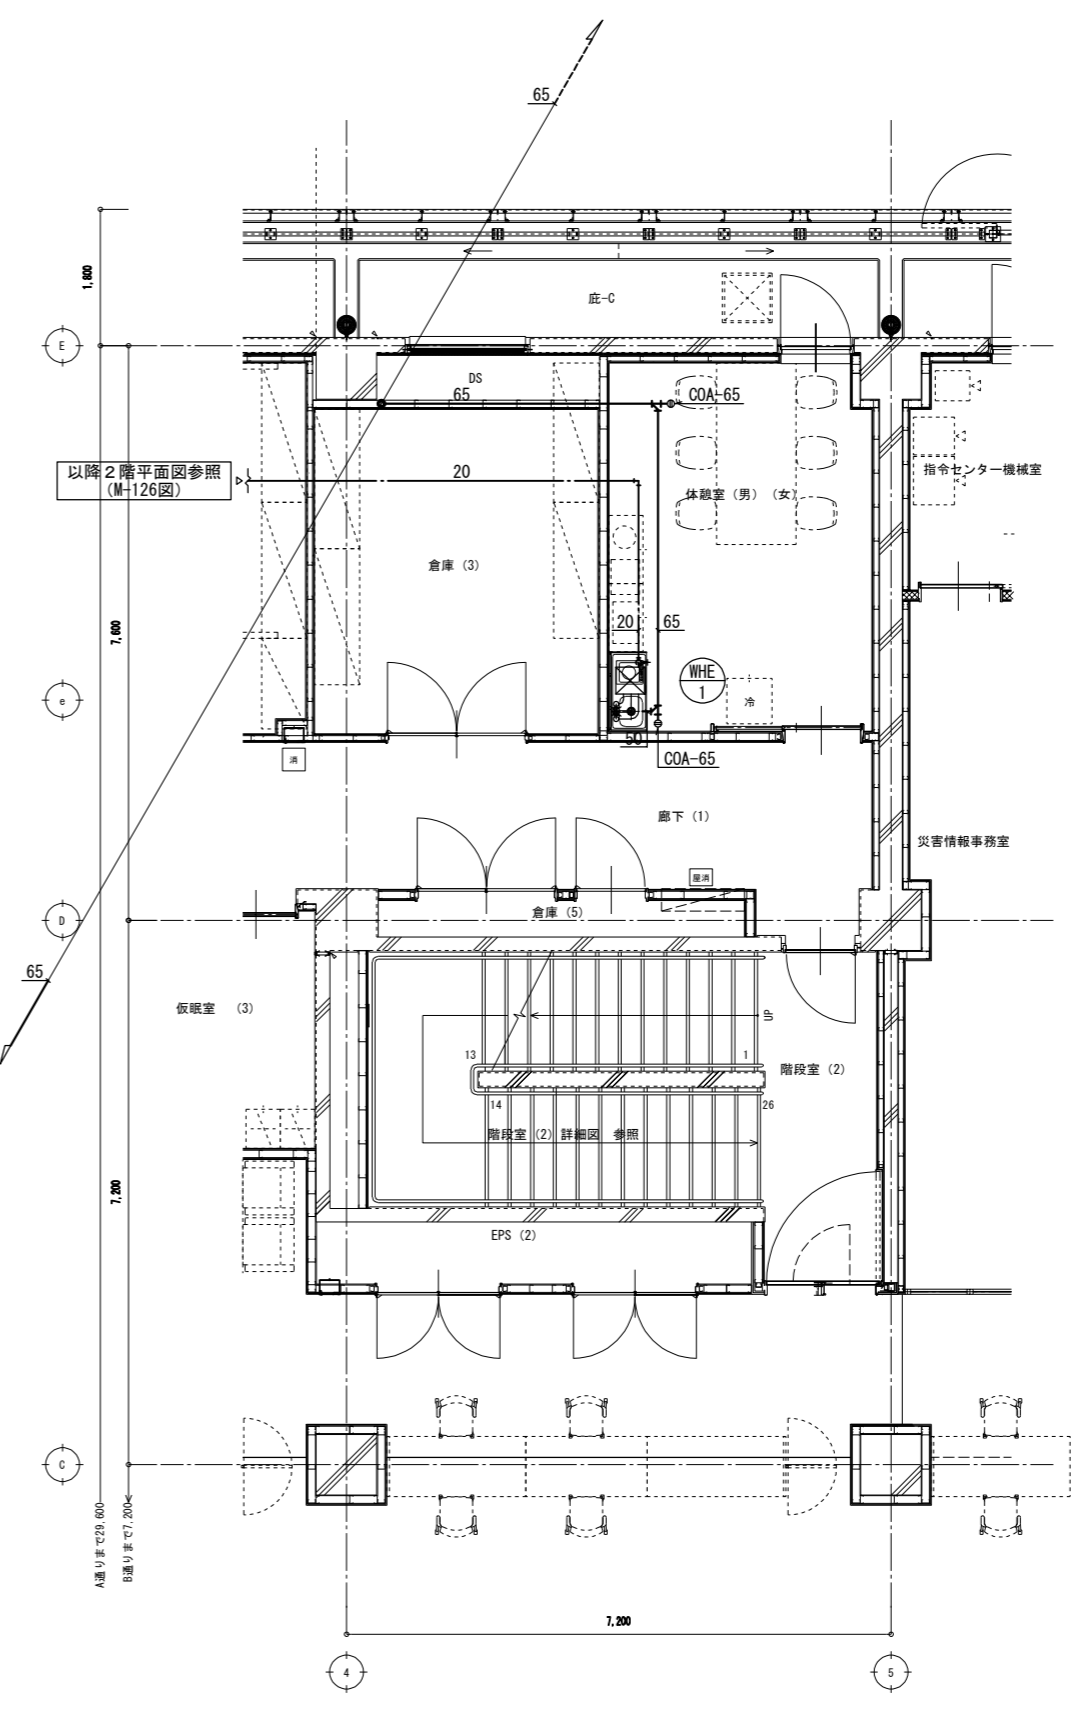 65
1,800
庇-C
E
DS
65
COA-65
以降２階平面図参照
(M-126図)
20
指令センター機械室
体憩室（男）（女）
倉庫（3）
7,600
20
65
WHE
1
e
冷
50
消
COA-65
廊下（1）
災害情報事務室
屋消
倉庫（5）
D
65
仮眠室　（3）
UP
13
1
階段室（2）
14
26
階段室（2）詳細図　参照
7,200
EPS（2）
C
A通りまで29,600
B通りまで7,200
7,200
4
5